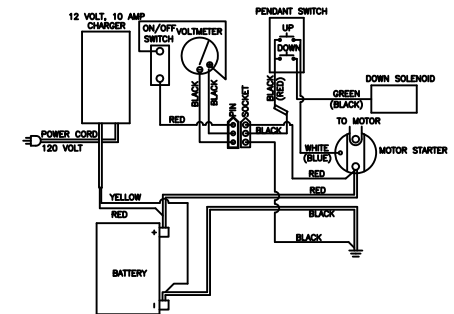 12 VOLT, 10 AMP
CHARGER
ON/OFF
SWITCH
VOLTMETER
PENDANT SWITCH
UP
DOWN
BLACK
BLACK
BLACK
(RED)
GREEN
(BLACK)
DOWN SOLENOID
PIN
SOCKET
RED
BLACK
TO MOTOR
POWER CORD
120 VOLT
WHITE
(BLUE)
MOTOR STARTER
RED
RED
YELLOW
RED
BLACK
BLACK
+
BATTERY
-